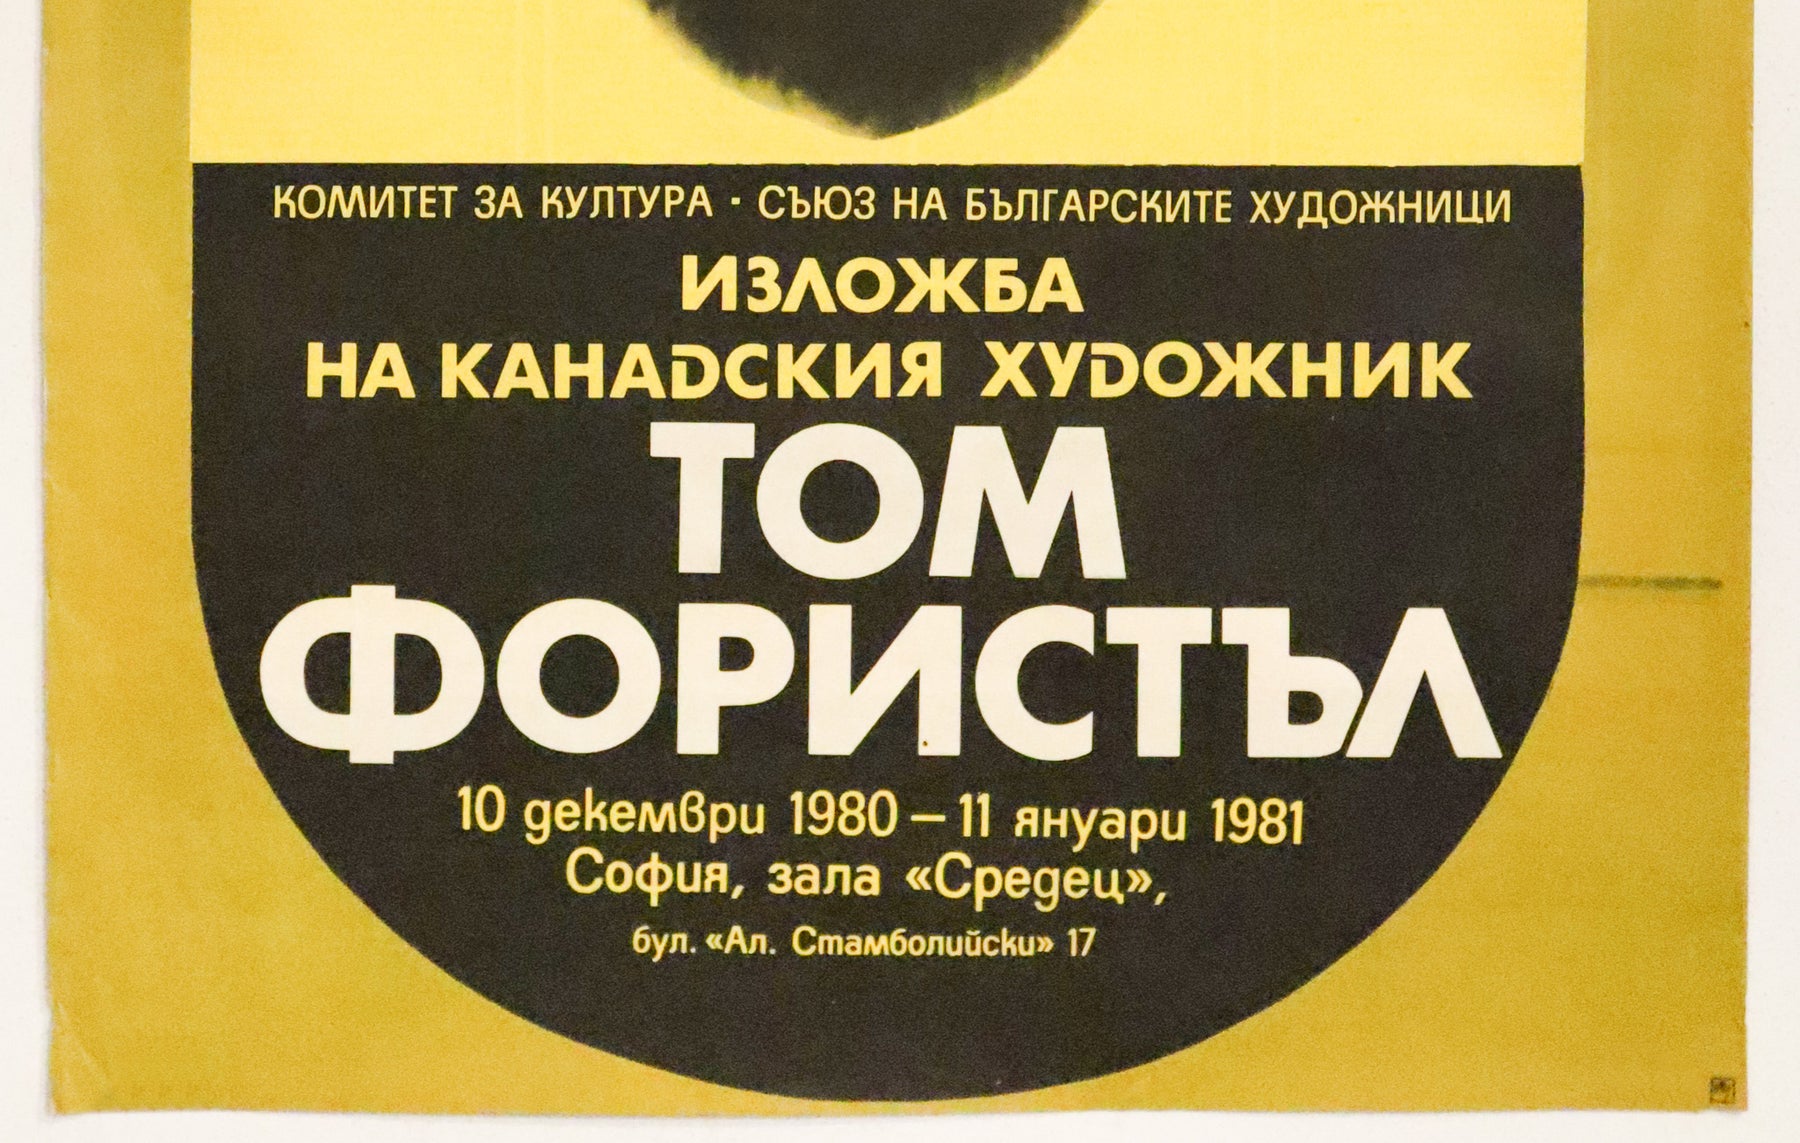 КОМИТЕТ ЗА КУЛТУРА · СЪЮЗ НА БЪЛГАРСКИТЕ ХУДОЖНИЦИ
ИЗЛОЖБА
НА КАНАДСКИЯ ХУДОЖНИК
ТОМ
ФОРИСТЪЛ
10 декември 1980 – 11 януари 1981
София, зала «Средец»,
бул. «Ал. Стамболийски» 17